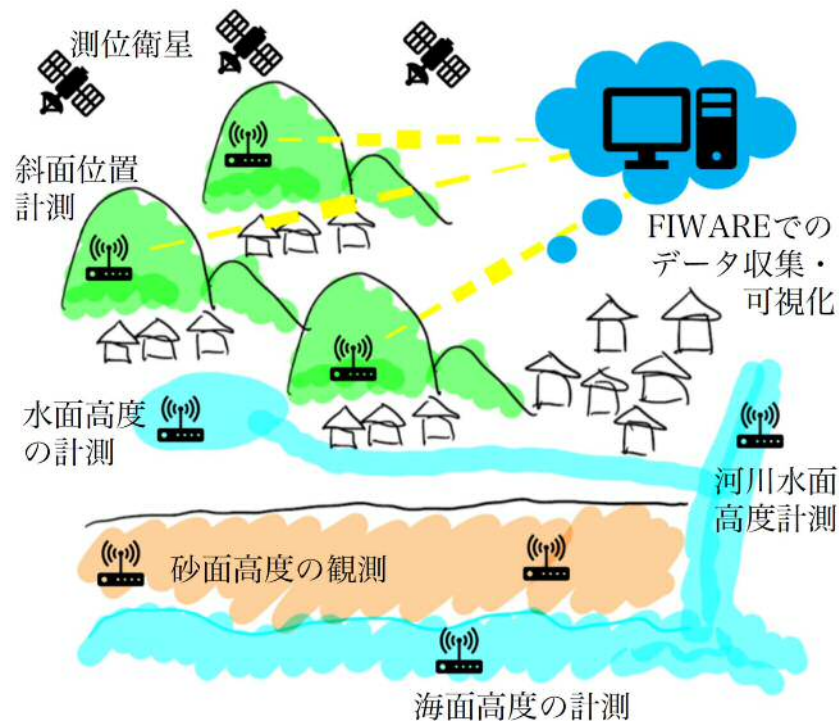 測位衛星
斜面位置
計測
FIWAREでの
データ収集・
可視化
水面高度
の計測
河川水面
高度計測
砂面高度の観測
海面高度の計測